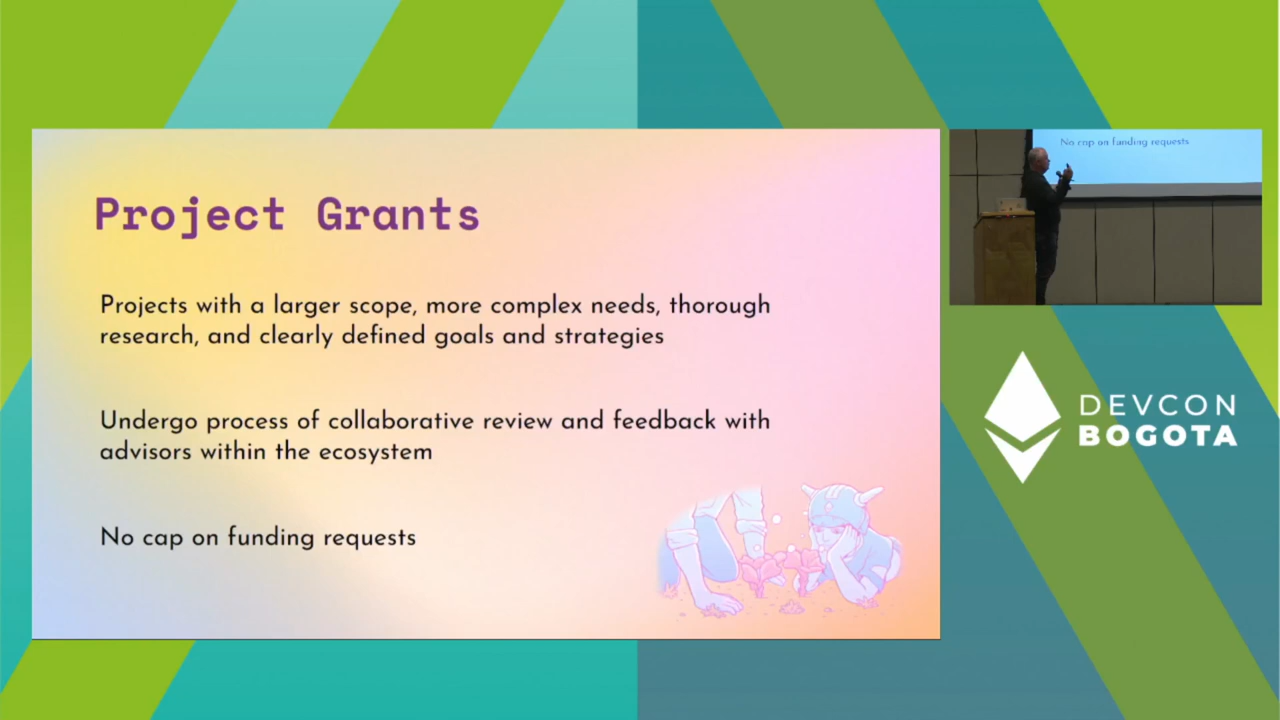 Project Grants
Projects with a larger scope, more complex needs, thorough
research, and clearly defined goals and strategies
Undergo process of collaborative review and feedback with
advisors within the ecosystem
No cap on funding requests
No cap on funding requests
DEVCON
BOGOTA